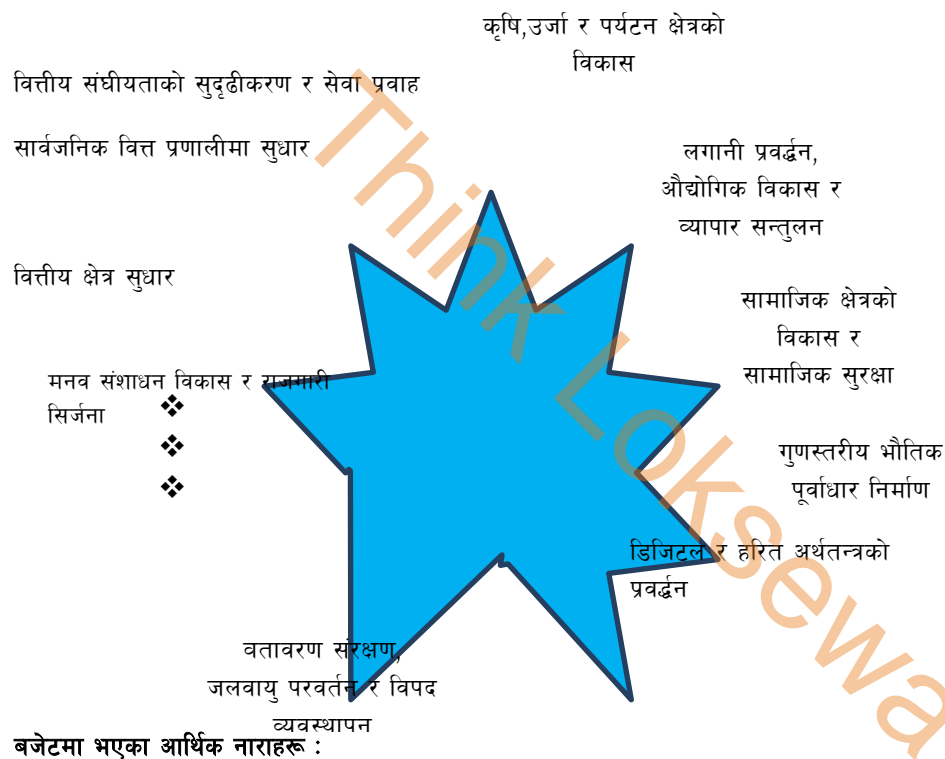 कृषि,उर्जा र पर्यटन क्षेत्रको
विकास
वित्तीय संघीयताको सुदृढीकरण र सेवा प्रवाह
सार्वजनिक वित्त प्रणालीमा सुधार
लगानी प्रवर्द्धन,
औद्योगिक विकास र
व्यापार सन्तुलन
वित्तीय क्षेत्र सुधार
सामाजिक क्षेत्रको
विकास र
सामाजिक सुरक्षा
मनव संशाधन विकास र राजगारी
सिर्जना
गुणस्तरीय भौतिक
पूर्वाधार निर्माण
डिजिटल र हरित अर्थतन्त्रको
प्रवर्द्धन
वतावरण संरक्षण,
जलवायु परवर्तन र विपद
व्यवस्थापन
बजेटमा भएका आर्थिक नाराहरू :
Think Loksewa